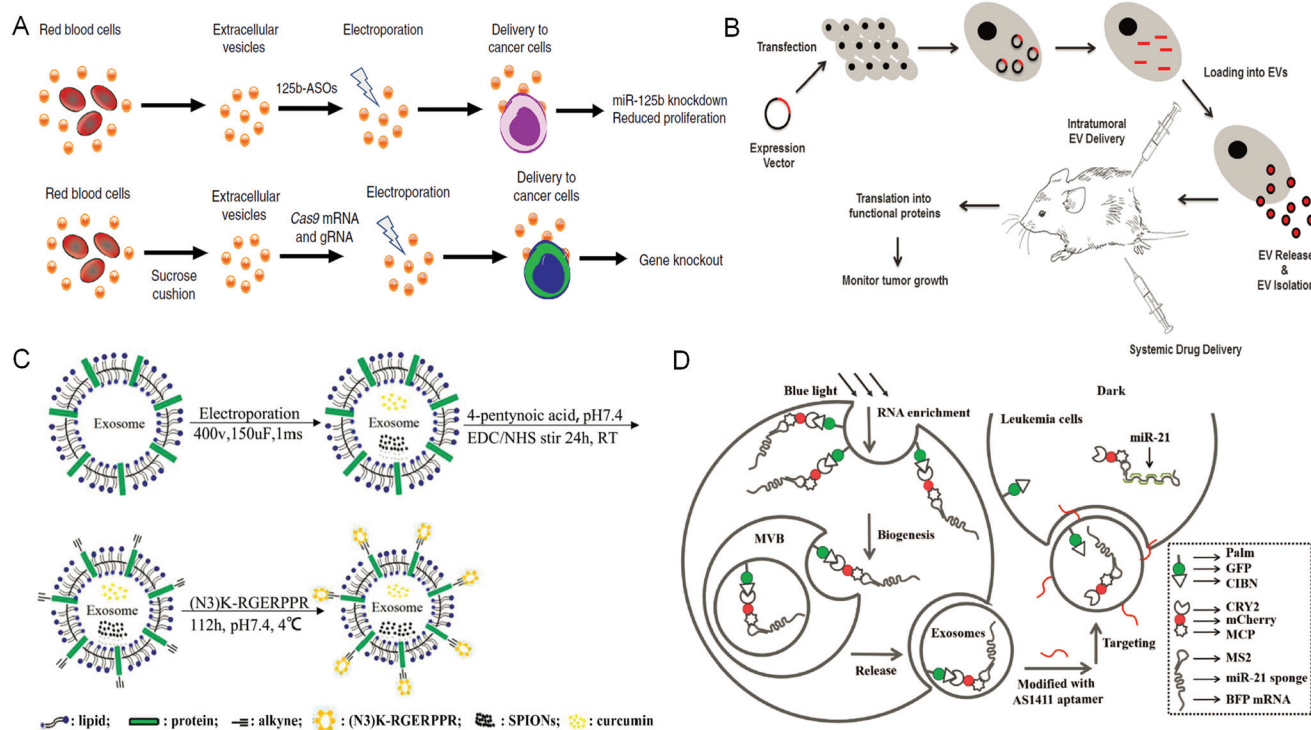 A
Red blood cells
Extracellular
vesicles
Electroporation
Delivery to
cancer cells
125b-ASOs
miR-125b knockdown
Reduced proliferation
Red blood cells
Extracellular
vesicles
Electroporation
Delivery to
cancer cells
Cas9 mRNA
and gRNA
Sucrose
cushion
Gene knockout
B
Transfection
Expression
Vector
Loading into EVs
Intratumoral
EV Delivery
Translation into
functional proteins
Monitor tumor growth
EV Release
&
EV Isolation
Systemic Drug Delivery
C
Exosome
Electroporation
400v,150uF,1ms
Exosome
4-pentynoic acid, pH7.4
EDC/NHS stir 24h, RT
Exosome
(N3)K-RGERPPR
112h, pH7.4, 4℃
Exosome
: lipid;
: protein;
: alkyne;
: (N3)K-RGERPPR;
: SPIONs;
: curcumin
D
Blue light
RNA enrichment
Dark
Leukemia cells
miR-21
MVB
Biogenesis
Release
Exosomes
Modified with
AS1411 aptamer
Targeting
Palm
GFP
CIBN
CRY2
mCherry
MCP
MS2
miR-21 sponge
BFP mRNA